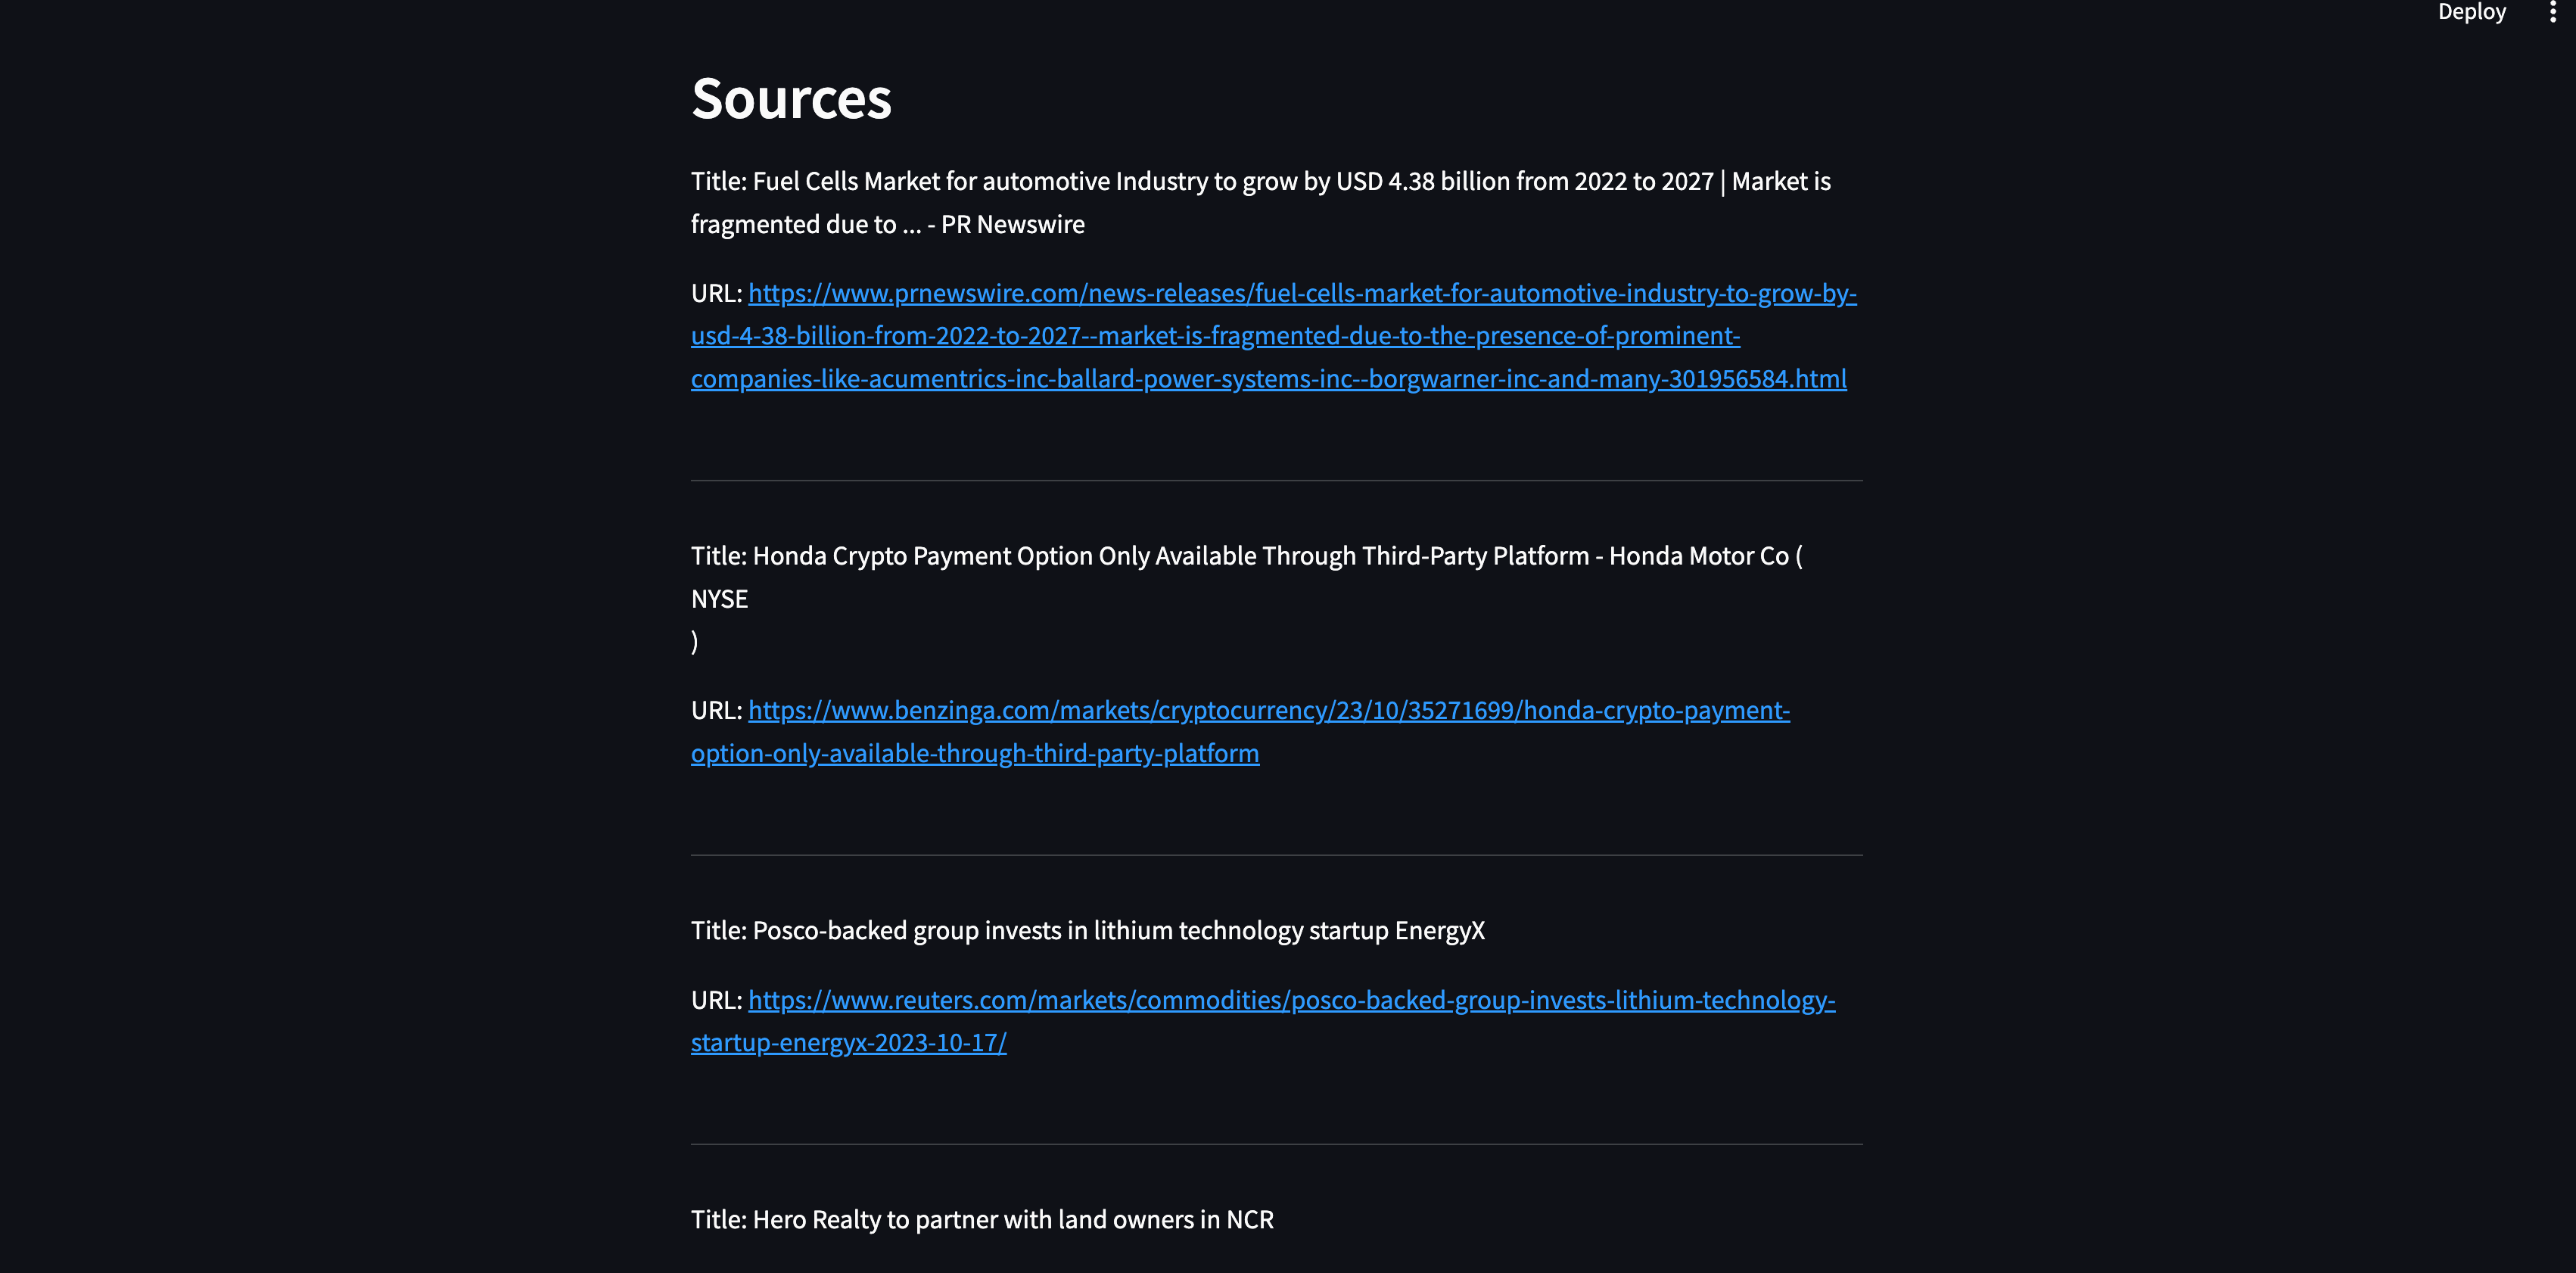 Deploy
Sources
Title: Fuel Cells Market for automotive Industry to grow by USD 4.38 billion from 2022 to 2027 | Market is
fragmented due to ... - PR Newswire
URL: https://www.prnewswire.com/news-releases/fuel-cells-market-for-automotive-industry-to-grow-by-
usd-4-38-billion-from-2022-to-2027--market-is-fragmented-due-to-the-presence-of-prominent-
companies-like-acumentrics-inc-ballard-power-systems-inc--borgwarner-inc-and-many-301956584.html
Title: Honda Crypto Payment Option Only Available Through Third-Party Platform - Honda Motor Co (
NYSE
)
URL: https://www.benzinga.com/markets/cryptocurrency/23/10/35271699/honda-crypto-payment-
option-only-available-through-third-party-platform
Title: Posco-backed group invests in lithium technology startup EnergyX
URL: https://www.reuters.com/markets/commodities/posco-backed-group-invests-lithium-technology-
startup-energyx-2023-10-17/
Title: Hero Realty to partner with land owners in NCR